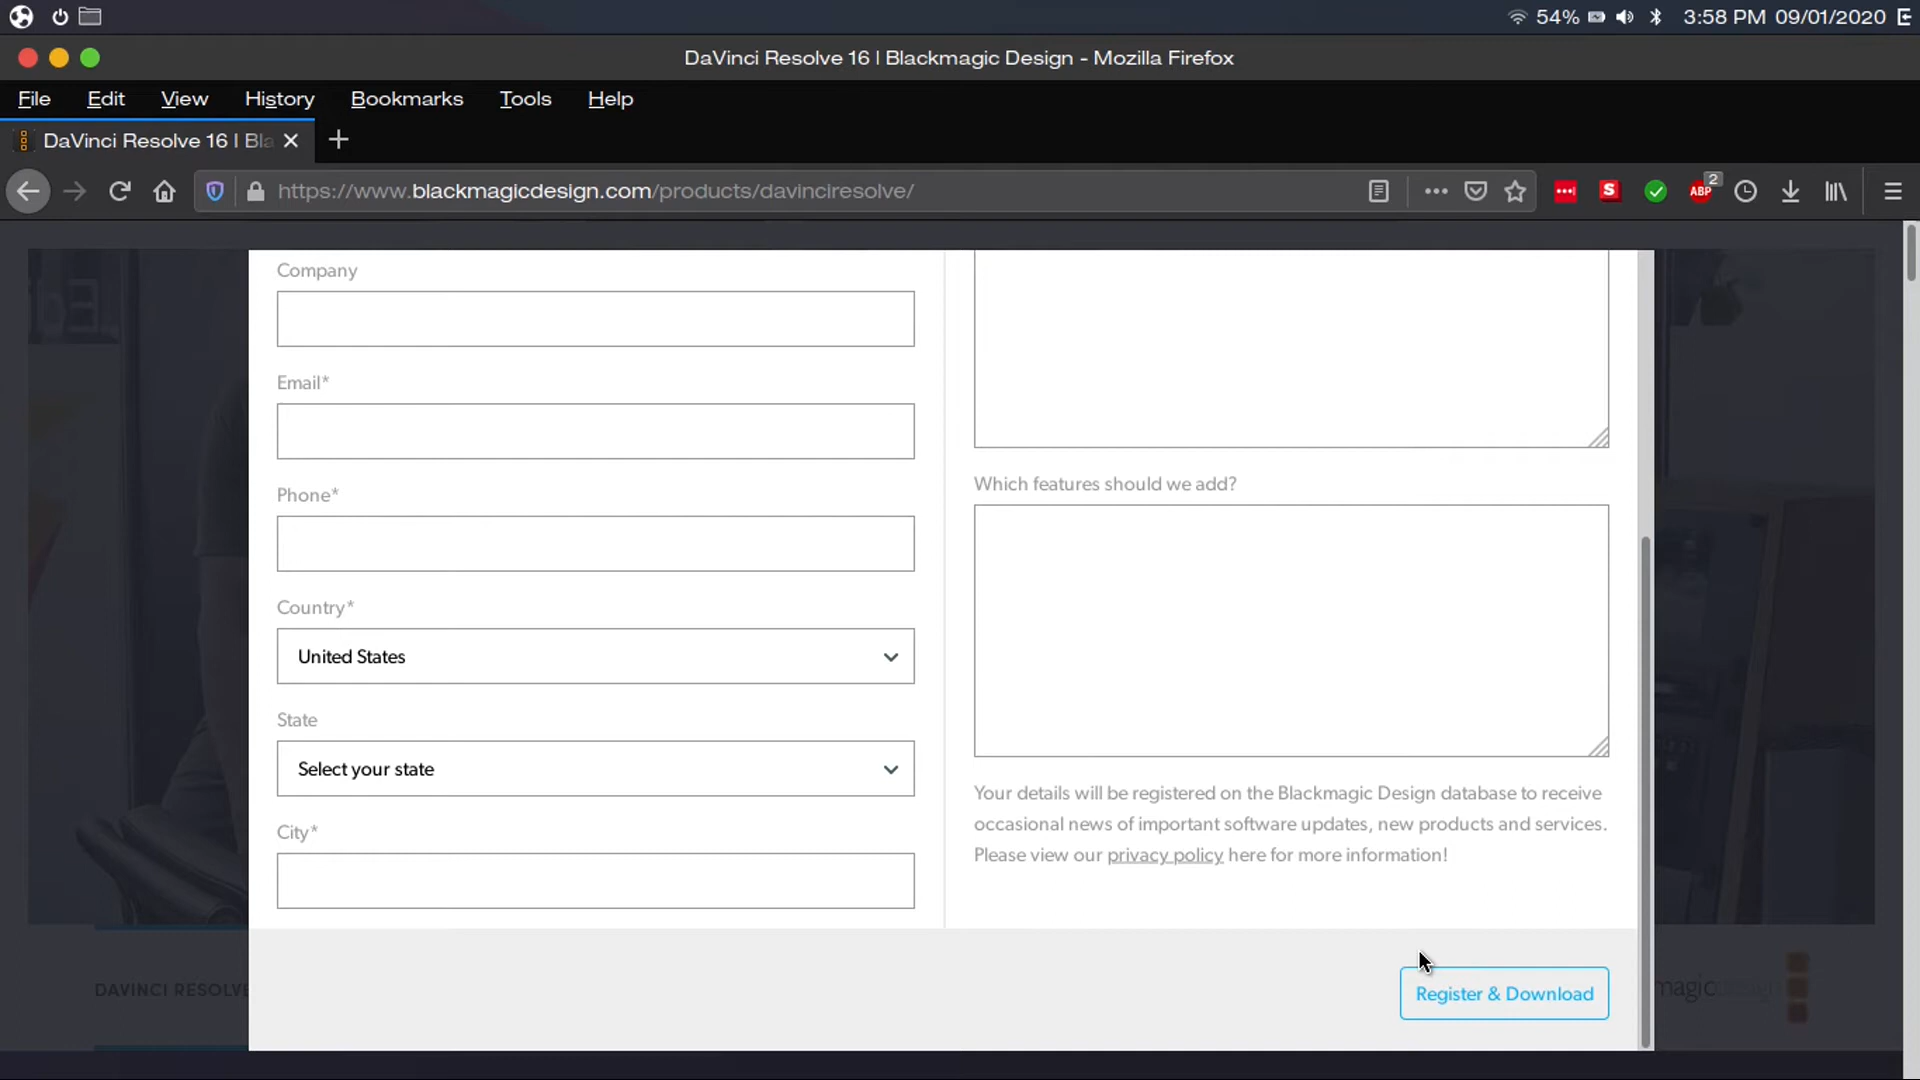 54%
3:58 PM 09/01/2020
DaVinci Resolve 16 | Blackmagic Design - Mozilla Firefox
File Edit View History Bookmarks Tools Help
DaVinci Resolve 16 | Bla
https://www.blackmagicdesign.com/products/davinciresolve/
S
ABP
2
Company
Email*
Phone*
Country*
United States
State
Select your state
City*
Which features should we add?
Your details will be registered on the Blackmagic Design database to receive
occasional news of important software updates, new products and services.
Please view our privacy policy here for more information!
DAVINCI RESOLVE
Register & Download
magicdesign